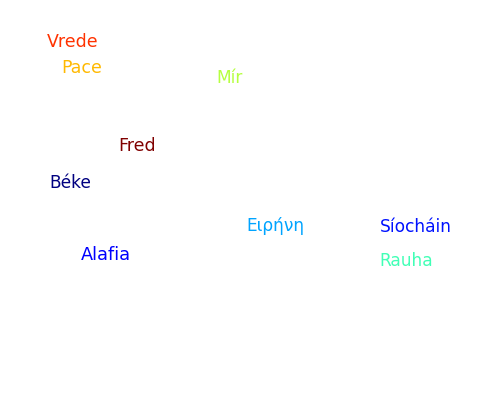 Vrede
Pace
Mír
Fred
Béke
Ειρήνη
Síocháin
Alafia
Rauha